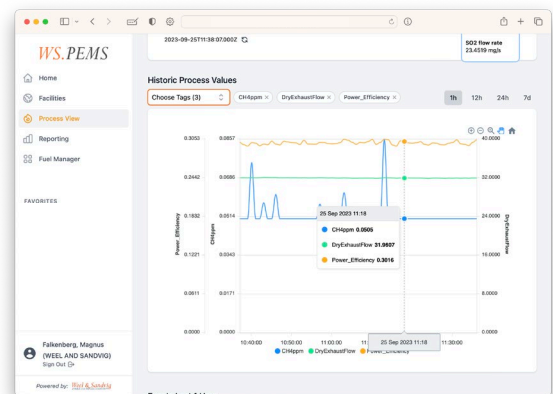 2023-09-25T11:38:07.000Z
SO2 flow rate
23.4519 mg/s
WS.PEMS
Home
Facilities
Process View
Reporting
Fuel Manager
FAVORITES
Falkenberg, Magnus
(WEEL AND SANDVIG)
Sign Out
Powered by: Weel & Sandvig
Historic Process Values
Choose Tags (3)
CH4ppm ×
DryExhaustFlow ×
Power_Efficiency ×
1h
12h
24h
7d
0.3053 0.0857 40.0000
0.2442 0.0686 32.0000
0.1832 0.0514 24.0000
0.1221 0.0343 16.0000
0.0611 0.0171 8.0000
0.0000 0.0000 0.0000
Power_Efficiency
CH4ppm
DryExhaustFlow
25 Sep 2023 11:18
CH4ppm 0.0505
DryExhaustFlow 31.9607
Power_Efficiency 0.3016
10:40:00 10:50:00 11:00:00 25 Sep 2023 11:18 11:30:00
CH4ppm DryExhaustFlow Power_Efficiency